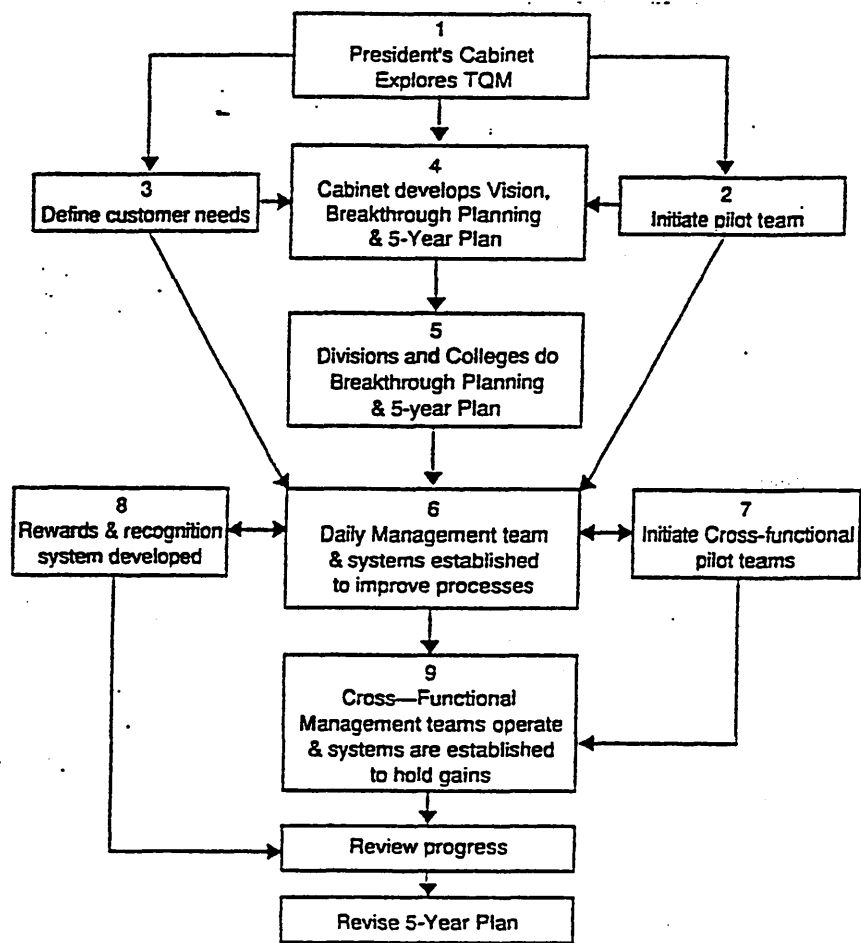 1
President's Cabinet
Explores TQM
3
Define customer needs
4
Cabinet develops Vision,
Breakthrough Planning
& 5-Year Plan
2
Initiate pilot team
5
Divisions and Colleges do
Breakthrough Planning
& 5-year Plan
8
Rewards & recognition
system developed
6
Daily Management team
& systems established
to improve processes
7
Initiate Cross-functional
pilot teams
9
Cross—Functional
Management teams operate
& systems are established
to hold gains
Review progress
Revise 5-Year Plan